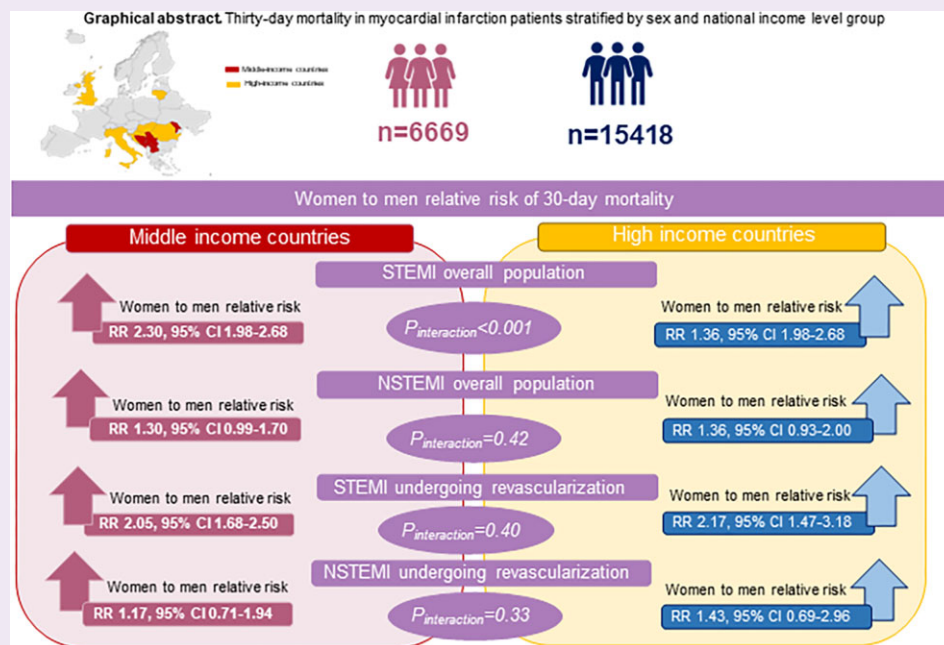 Graphical abstract. Thirty-day mortality in myocardial infarction patients stratified by sex and national income level group
Middle-income countries
High-income countries
n=6669
n=15418
Women to men relative risk of 30-day mortality
Middle income countries
High income countries
STEMI overall population
Women to men relative risk
RR 2.30, 95% CI 1.98-2.68
Pinteraction<0.001
Women to men relative risk
RR 1.36, 95% CI 1.98-2.68
NSTEMI overall population
Women to men relative risk
RR 1.30, 95% CI 0.99-1.70
Pinteraction=0.42
Women to men relative risk
RR 1.36, 95% CI 0.93-2.00
STEMI undergoing revascularization
Women to men relative risk
RR 2.05, 95% CI 1.68-2.50
Pinteraction=0.40
Women to men relative risk
RR 2.17, 95% CI 1.47-3.18
NSTEMI undergoing revascularization
Women to men relative risk
RR 1.17, 95% CI 0.71-1.94
Pinteraction=0.33
Women to men relative risk
RR 1.43, 95% CI 0.69-2.96